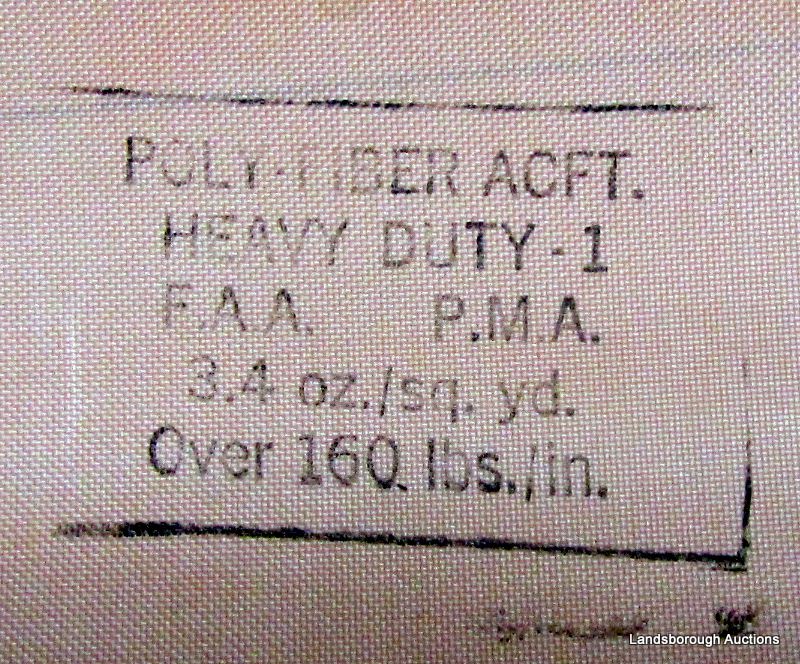 POLY-FIBER ACFT.
HEAVY DUTY - 1
F.A.A. P.M.A.
3.4 oz./sq. yd.
Over 160 lbs./in.
Landsborough Auctions